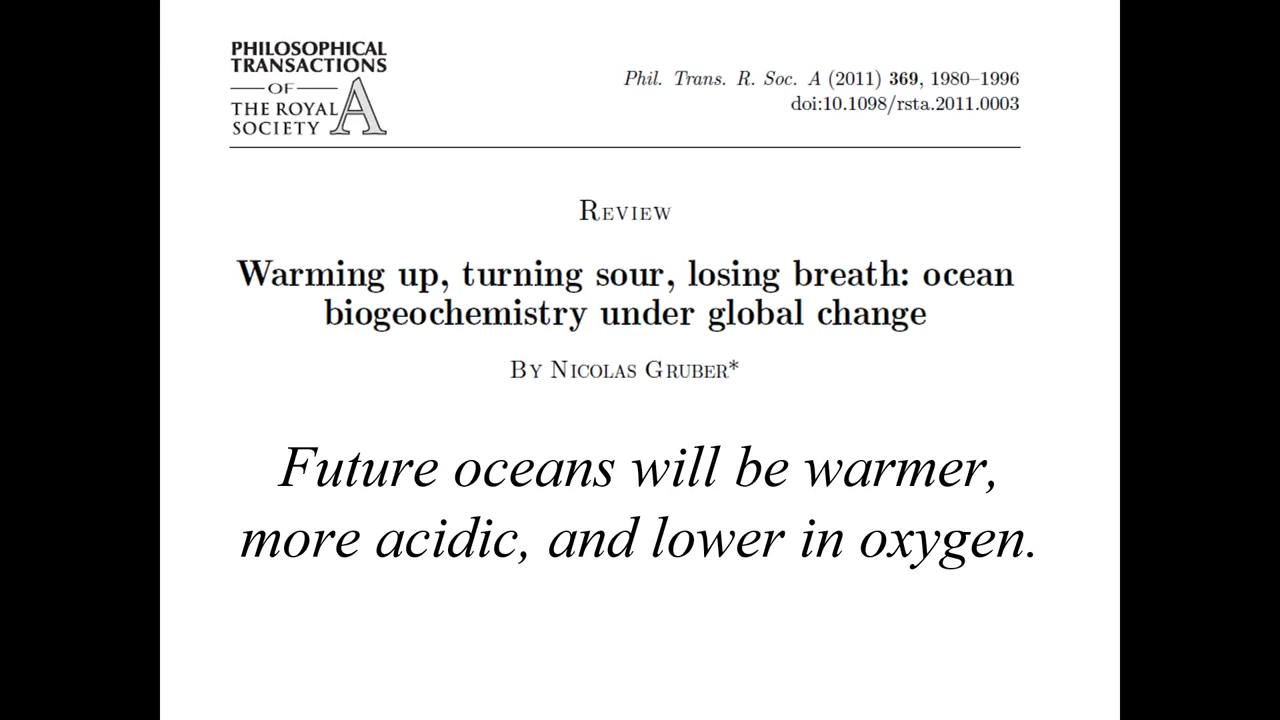 PHILOSOPHICAL
TRANSACTIONS
OF
THE ROYAL
SOCIETY A
Phil. Trans. R. Soc. A (2011) 369, 1980–1996
doi:10.1098/rsta.2011.0003
Review
Warming up, turning sour, losing breath: ocean
biogeochemistry under global change
By Nicolas Gruber*
Future oceans will be warmer,
more acidic, and lower in oxygen.